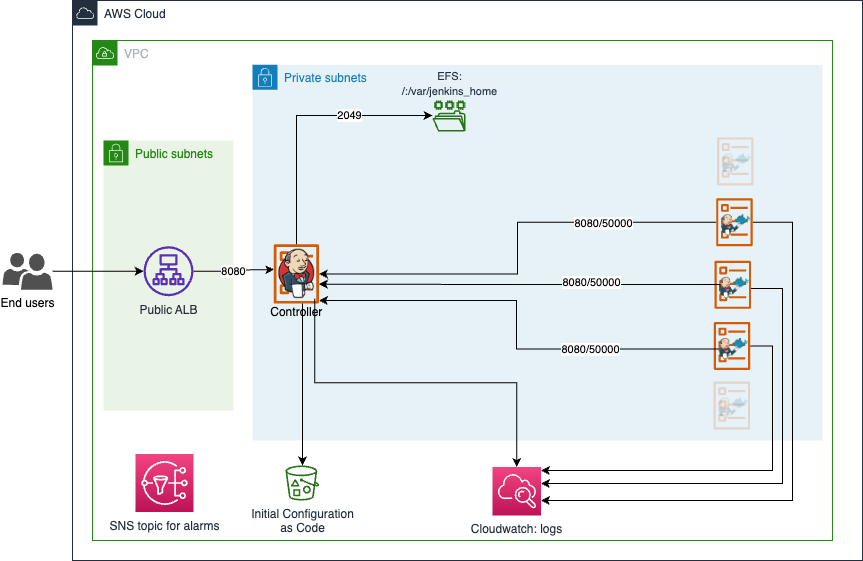 AWS Cloud
VPC
Private subnets
EFS:
/:/var/jenkins_home
2049
Public subnets
8080/50000
8080
8080/50000
End users
Public ALB
Controller
8080/50000
SNS topic for alarms
Initial Configuration
as Code
Cloudwatch: logs